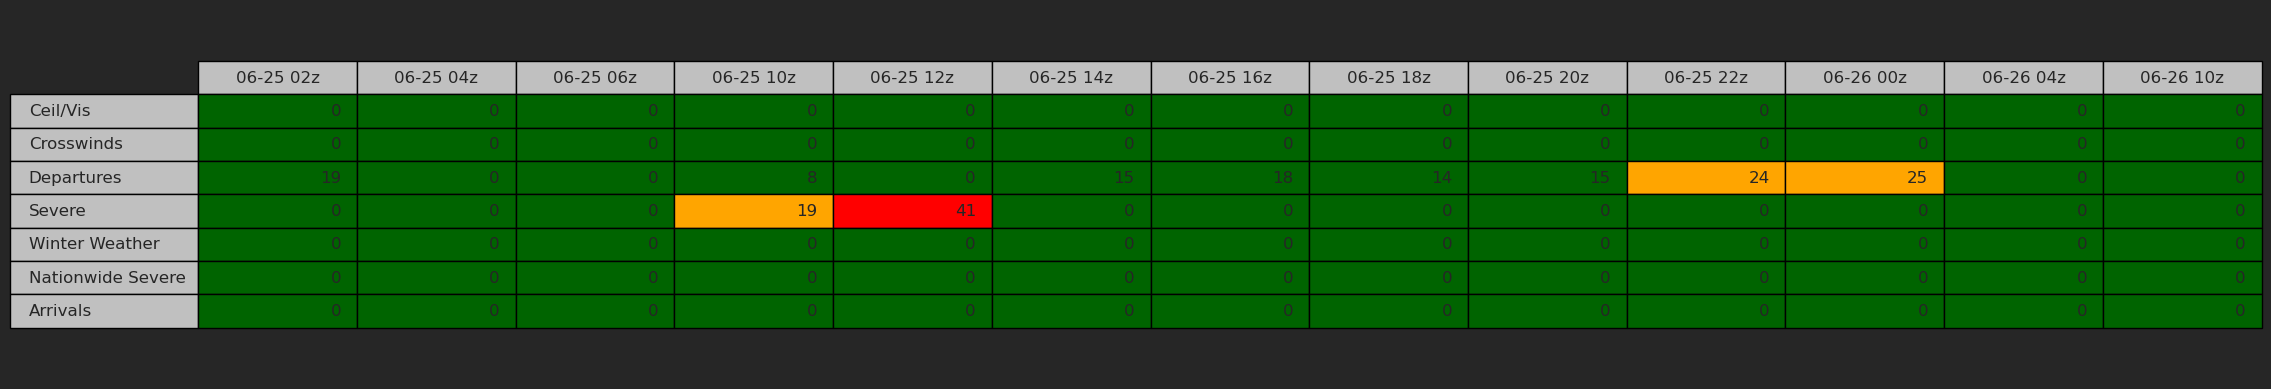 06-25 02z 06-25 04z 06-25 06z 06-25 10z 06-25 12z 06-25 14z 06-25 16z 06-25 18z 06-25 20z 06-25 22z 06-26 00z 06-26 04z 06-26 10z
Ceil/Vis 0 0 0 0 0 0 0 0 0 0 0 0 0
Crosswinds 0 0 0 0 0 0 0 0 0 0 0 0 0
Departures 19 0 0 8 0 15 18 14 15 24 25 0 0
Severe 0 0 0 19 41 0 0 0 0 0 0 0 0
Winter Weather 0 0 0 0 0 0 0 0 0 0 0 0 0
Nationwide Severe 0 0 0 0 0 0 0 0 0 0 0 0 0
Arrivals 0 0 0 0 0 0 0 0 0 0 0 0 0